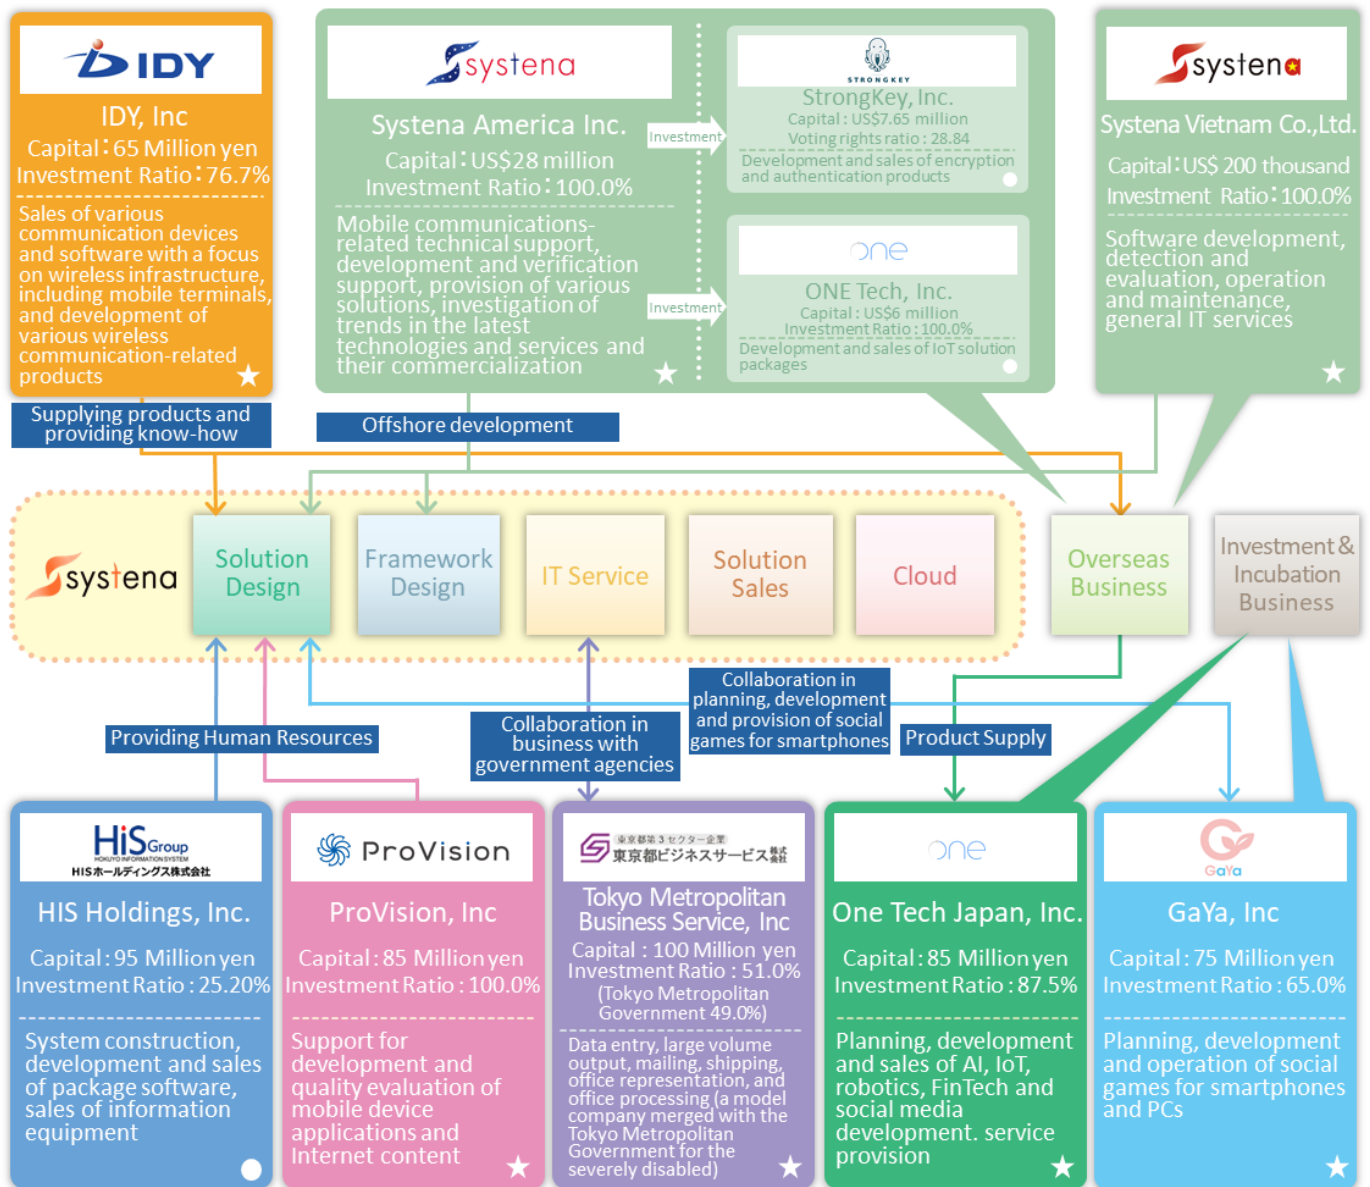 IDY
IDY, Inc
Capital：65 Million yen
Investment Ratio：76.7%
Sales of various
communication devices
and software with a focus
on wireless infrastructure,
including mobile terminals,
and development of
various wireless
communication-related
products
systena
Systena America Inc.
Capital：US$28 million
Investment Ratio：100.0%
Mobile communications-
related technical support,
development and verification
support, provision of various
solutions, investigation of
trends in the latest
technologies and services and
their commercialization
Investment
Investment
STRONGKEY
StrongKey, Inc.
Capital : US$7.65 million
Voting rights ratio : 28.84
Development and sales of encryption
and authentication products
one
ONE Tech, Inc.
Capital : US$6 million
Investment Ratio : 100.0%
Development and sales of IoT solution
packages
systena
Systena Vietnam Co.,Ltd.
Capital：US$ 200 thousand
Investment Ratio：100.0%
Software development,
detection and
evaluation, operation
and maintenance,
general IT services
Supplying products and
providing know-how
Offshore development
systena
Solution
Design
Framework
Design
IT Service
Solution
Sales
Cloud
Overseas
Business
Investment &
Incubation
Business
Providing Human Resources
Collaboration in
business with
government agencies
Collaboration in
planning, development
and provision of social
games for smartphones
Product Supply
HiS Group
HOKUYO INFORMATION SYSTEM
HISホールディングス株式会社
HIS Holdings, Inc.
Capital : 95 Million yen
Investment Ratio : 25.20%
System construction,
development and sales
of package software,
sales of information
equipment
ProVision
ProVision, Inc
Capital : 85 Million yen
Investment Ratio : 100.0%
Support for
development and
quality evaluation of
mobile device
applications and
Internet content
東京都第3セクター企業
東京都ビジネスサービス株式会社
Tokyo Metropolitan
Business Service, Inc
Capital : 100 Million yen
Investment Ratio : 51.0%
(Tokyo Metropolitan
Government 49.0%)
Data entry, large volume
output, mailing, shipping,
office representation, and
office processing (a model
company merged with the
Tokyo Metropolitan
Government for the
severely disabled)
one
One Tech Japan, Inc.
Capital : 85 Million yen
Investment Ratio : 87.5%
Planning, development
and sales of AI, IoT,
robotics, FinTech and
social media
development. service
provision
GaYa
GaYa, Inc
Capital : 75 Million yen
Investment Ratio : 65.0%
Planning, development
and operation of social
games for smartphones
and PCs